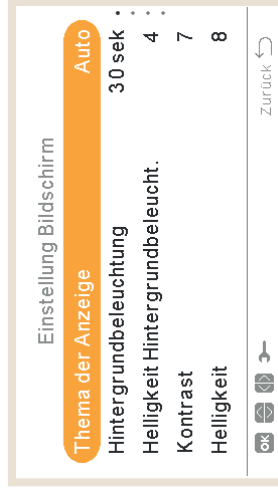 Einstellung Bildschirm
Thema der Anzeige Auto
Hintergrundbeleuchtung 30 sek
Helligkeit Hintergrundbeleucht. 4
Kontrast 7
Helligkeit 8
OK Zurück